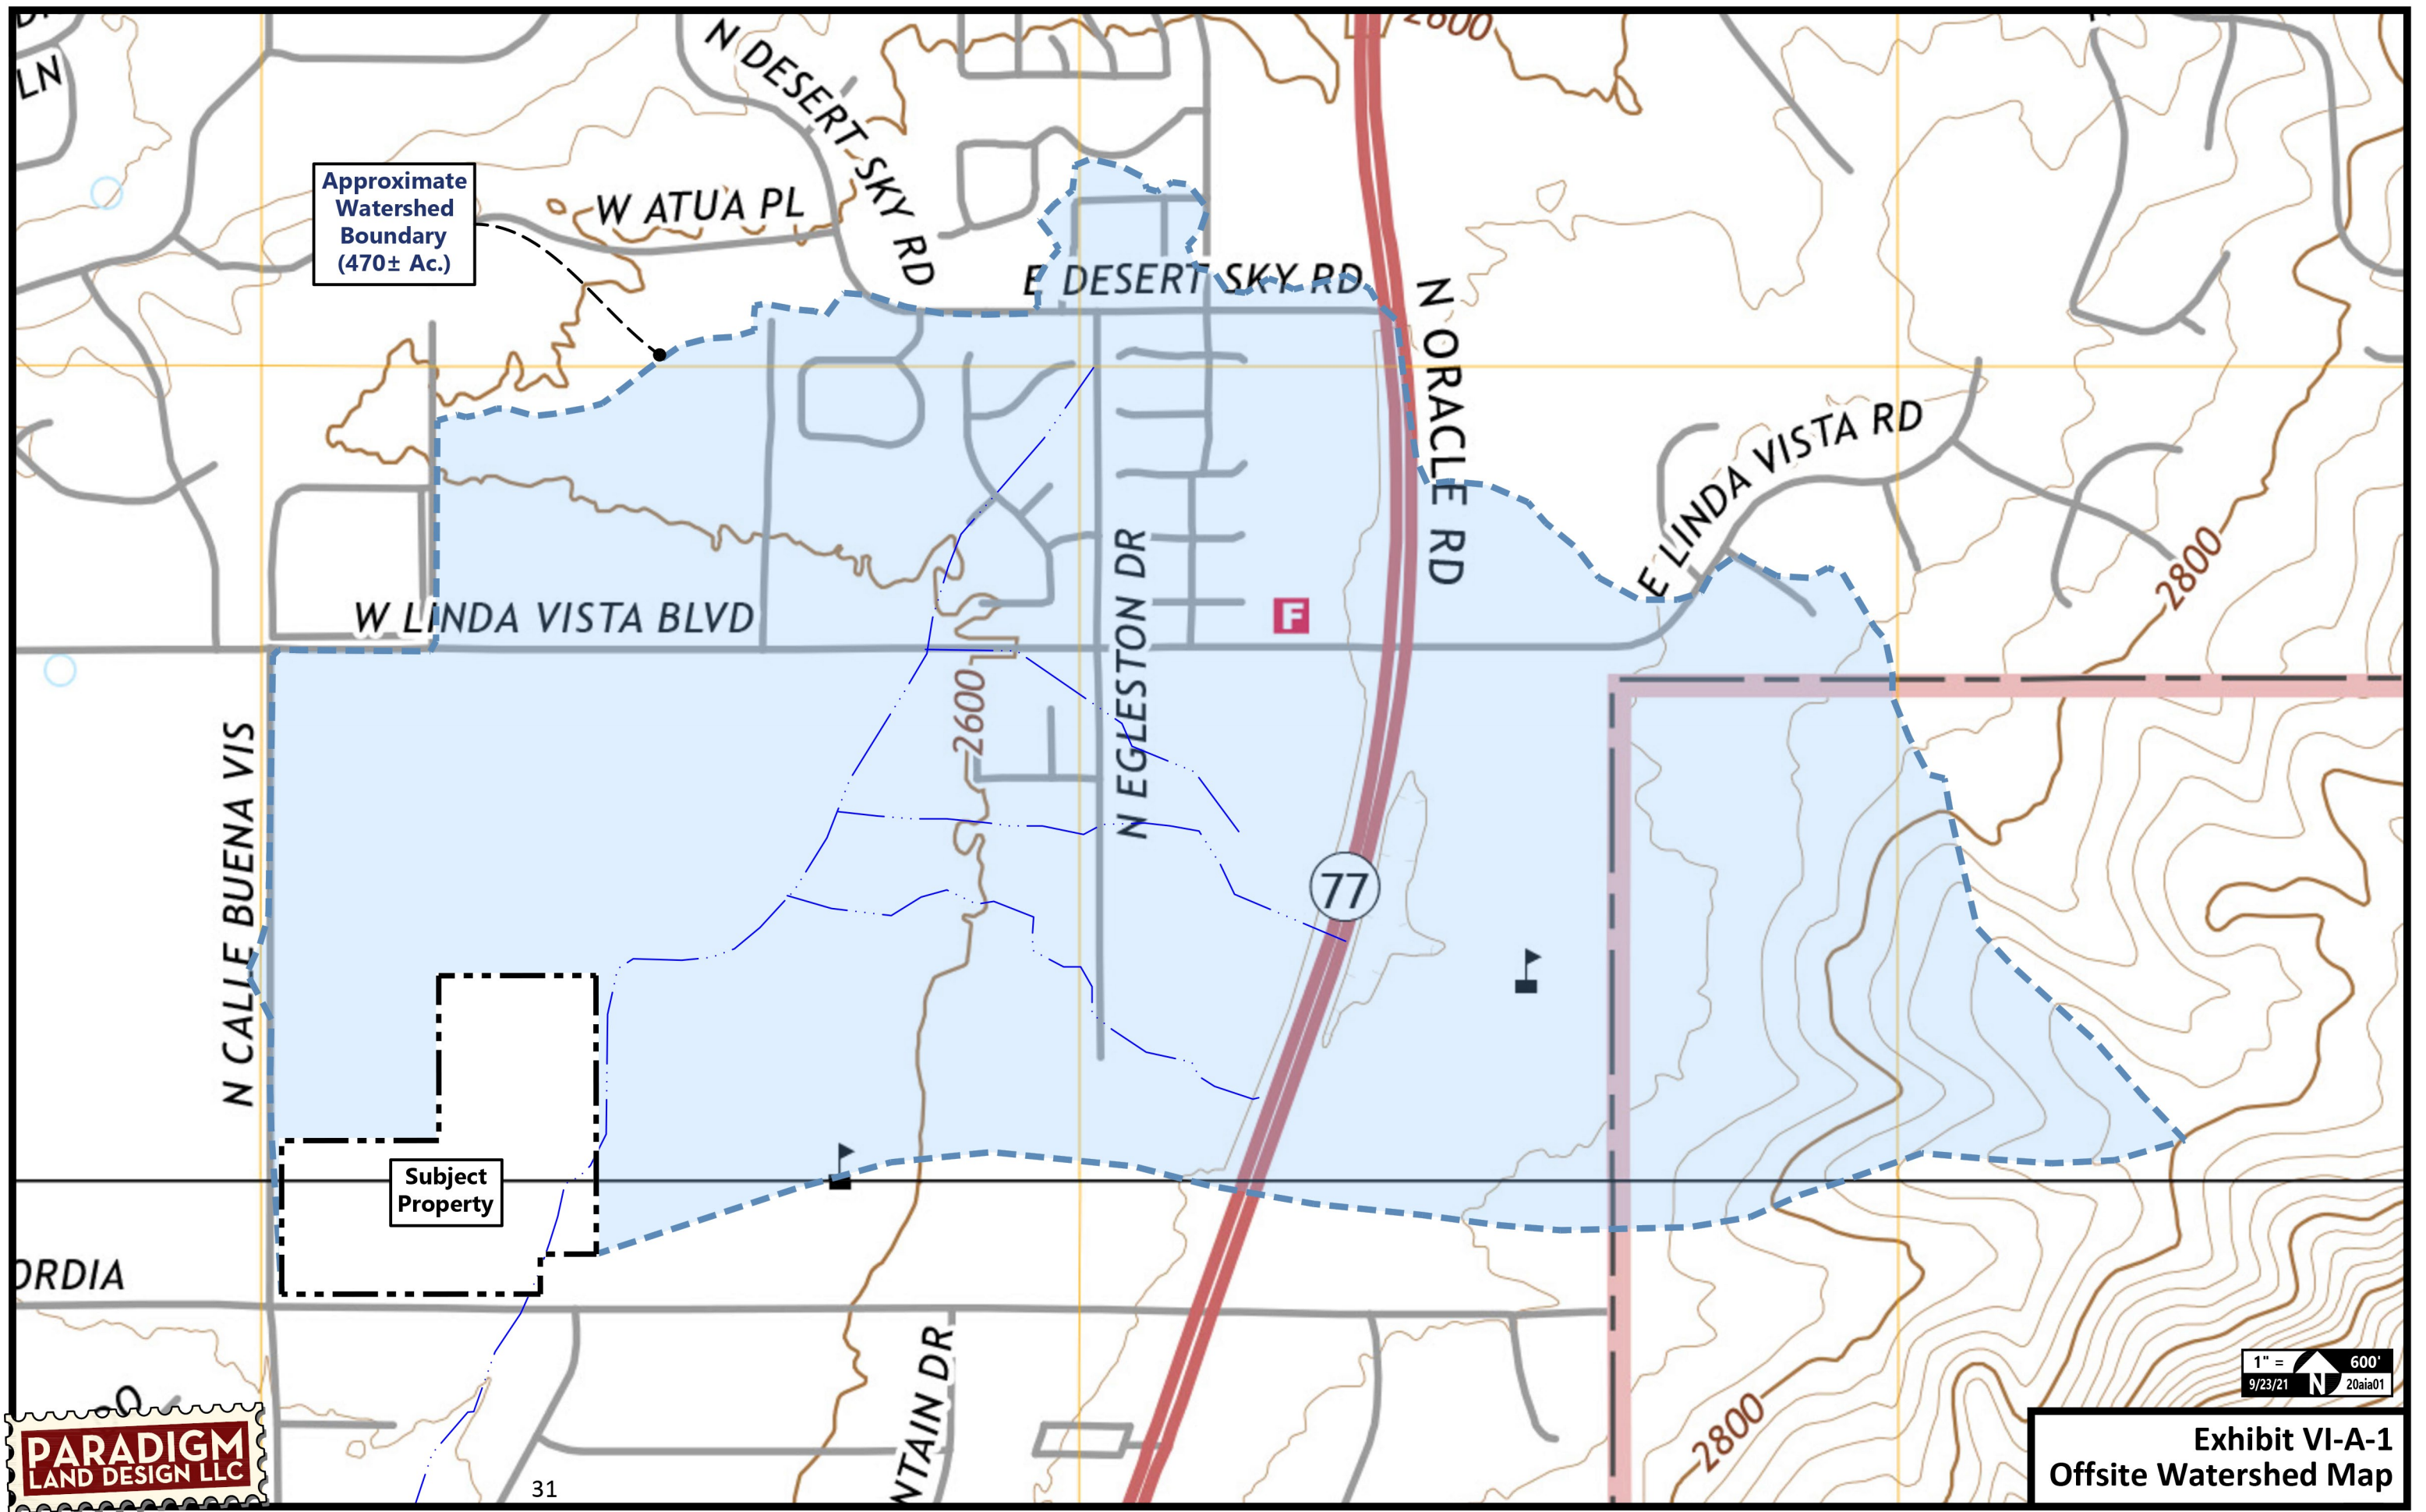 2600
LN
N DESERT SKY RD
Approximate
Watershed
Boundary
(470± Ac.)
W ATUA PL
E DESERT SKY RD
N ORACLE RD
E LINDA VISTA RD
2800
W LINDA VISTA BLVD
F
N EGLESTON DR
2600
N CALLE BUENA VIS
77
Subject
Property
ORDIA
NTAIN DR
2800
1" = 600'
9/23/21 N 20aia01
PARADIGM
LAND DESIGN LLC
31
Exhibit VI-A-1
Offsite Watershed Map